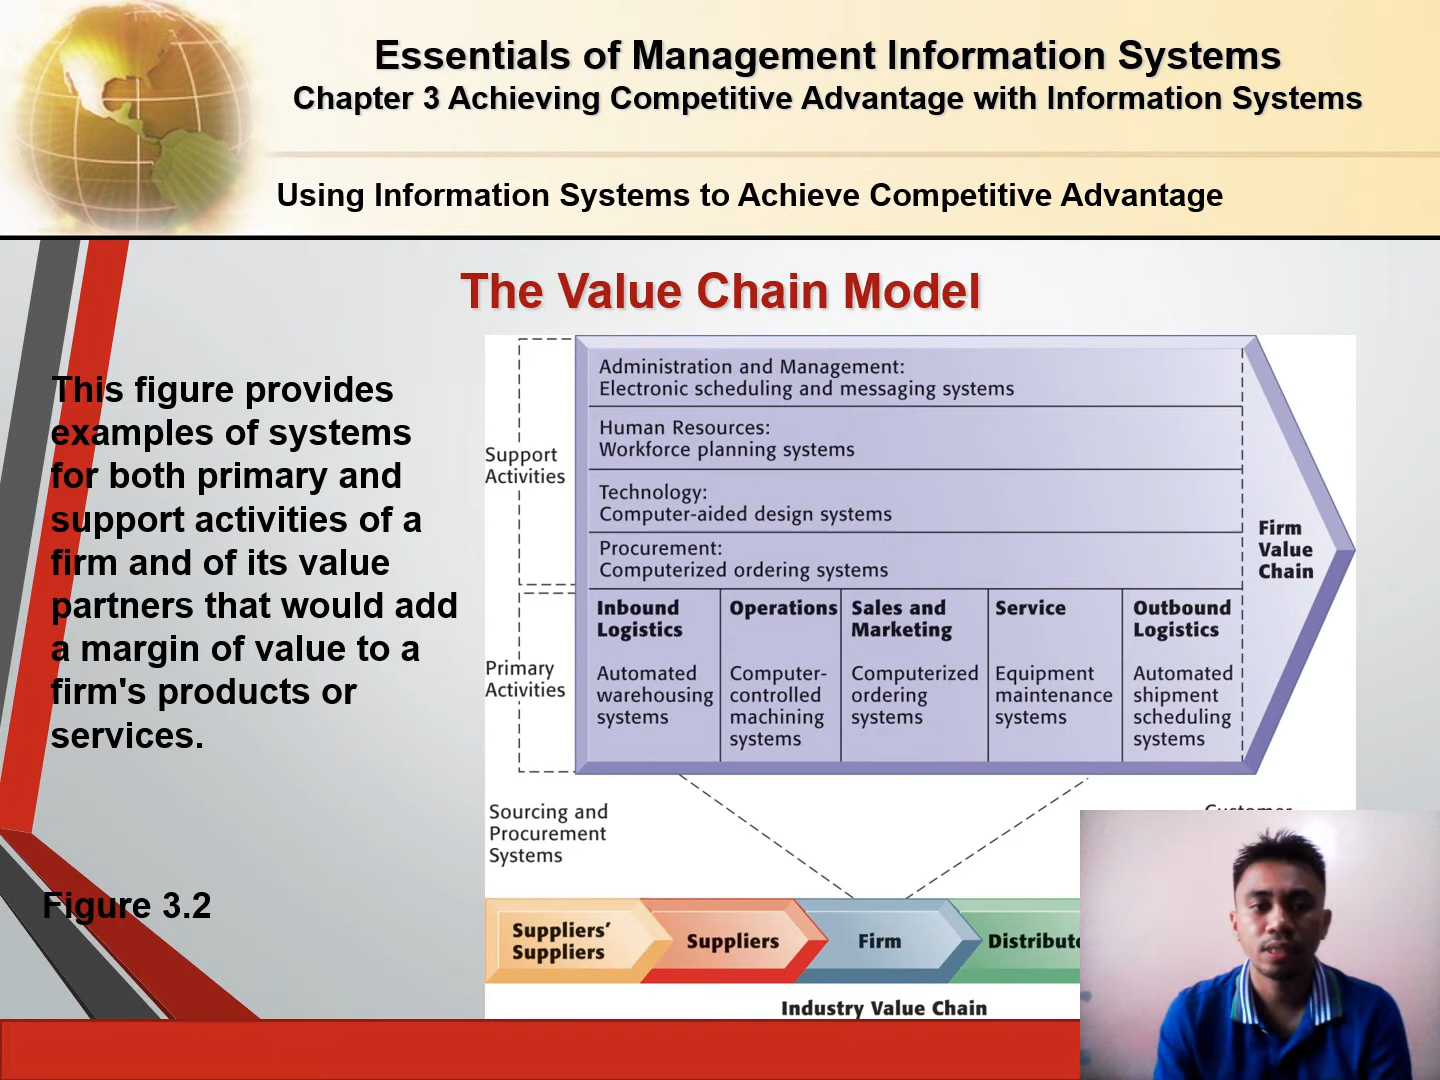 Essentials of Management Information Systems
Chapter 3 Achieving Competitive Advantage with Information Systems
Using Information Systems to Achieve Competitive Advantage
The Value Chain Model
This figure provides
examples of systems
for both primary and
support activities of a
firm and of its value
partners that would add
a margin of value to a
firm's products or
services.
Figure 3.2
Support
Activities
Administration and Management:
Electronic scheduling and messaging systems
Human Resources:
Workforce planning systems
Technology:
Computer-aided design systems
Procurement:
Computerized ordering systems
Firm
Value
Chain
Primary
Activities
Inbound
Logistics
Automated
warehousing
systems
Operations
Computer-
controlled
machining
systems
Sales and
Marketing
Computerized
ordering
systems
Service
Equipment
maintenance
systems
Outbound
Logistics
Automated
shipment
scheduling
systems
Sourcing and
Procurement
Systems
Suppliers’
Suppliers
Suppliers
Firm
Industry Value Chain